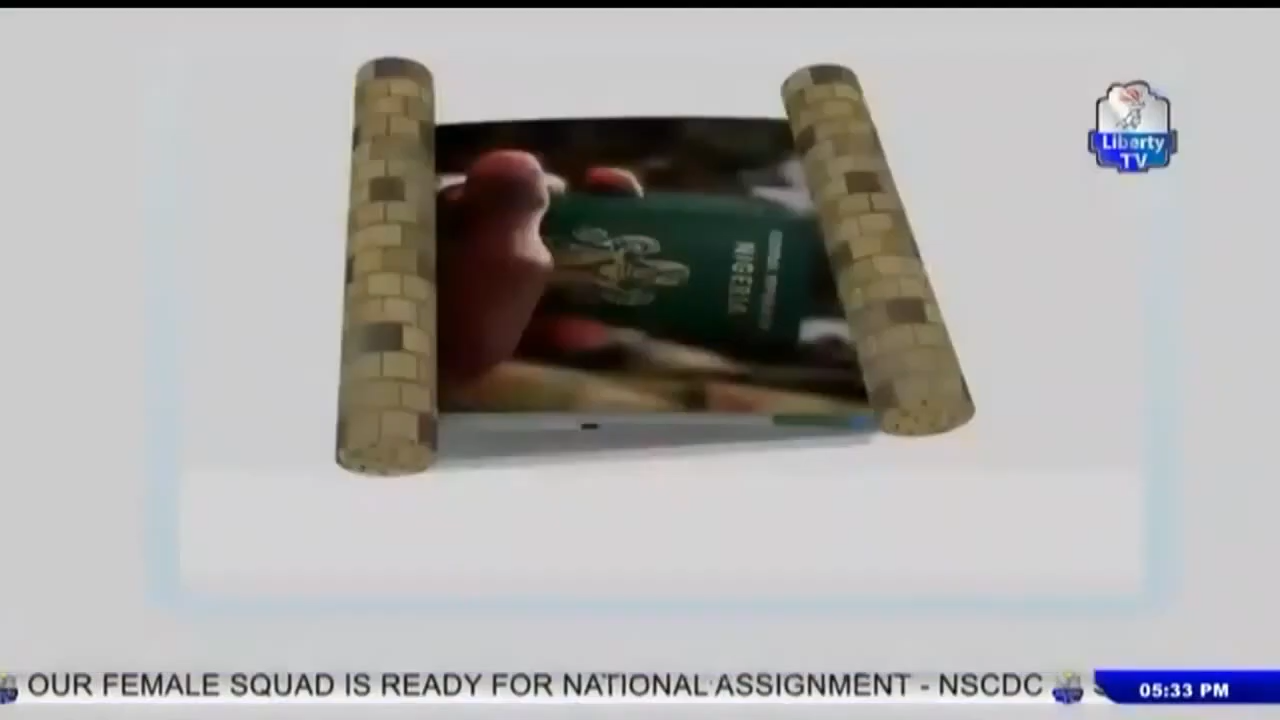 Liberty
TV
NIGERIA
OUR FEMALE SQUAD IS READY FOR NATIONAL ASSIGNMENT - NSCDC
05:33 PM